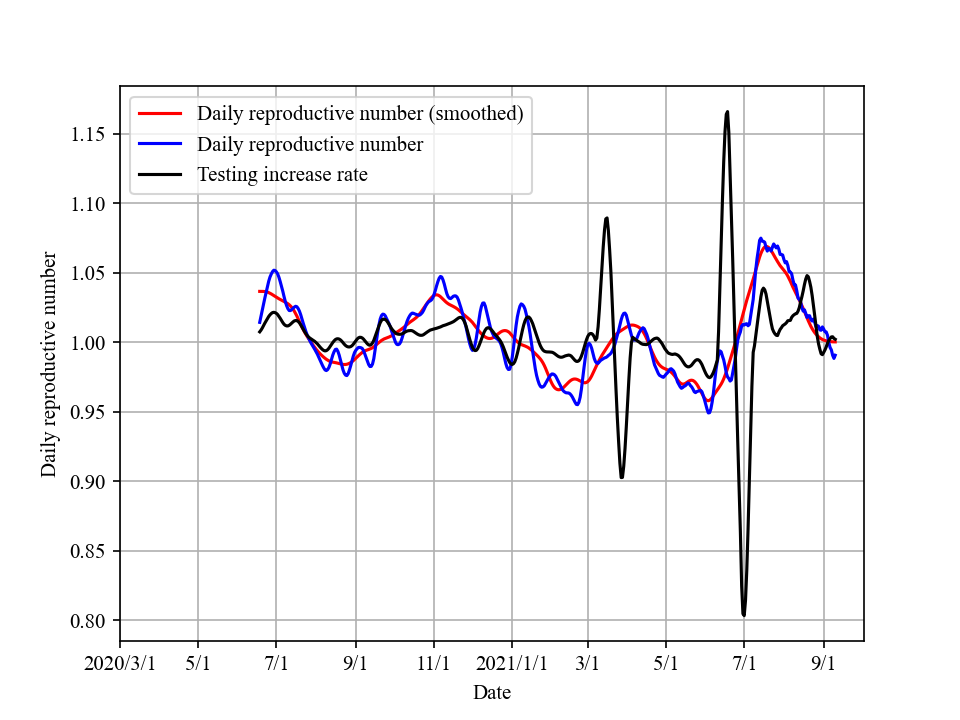 Daily reproductive number (smoothed)
Daily reproductive number
Testing increase rate
Daily reproductive number
1.15
1.10
1.05
1.00
0.95
0.90
0.85
0.80
2020/3/1 5/1 7/1 9/1 11/1 2021/1/1 3/1 5/1 7/1 9/1
Date